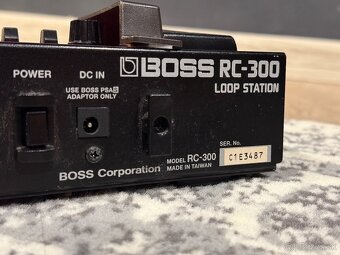 BOSS RC-300
LOOP STATION
POWER
DC IN
USE BOSS PSA
ADAPTOR ONLY
SER. No.
C1E3487
MODEL RC-300
MADE IN TAIWAN
BOSS Corporation